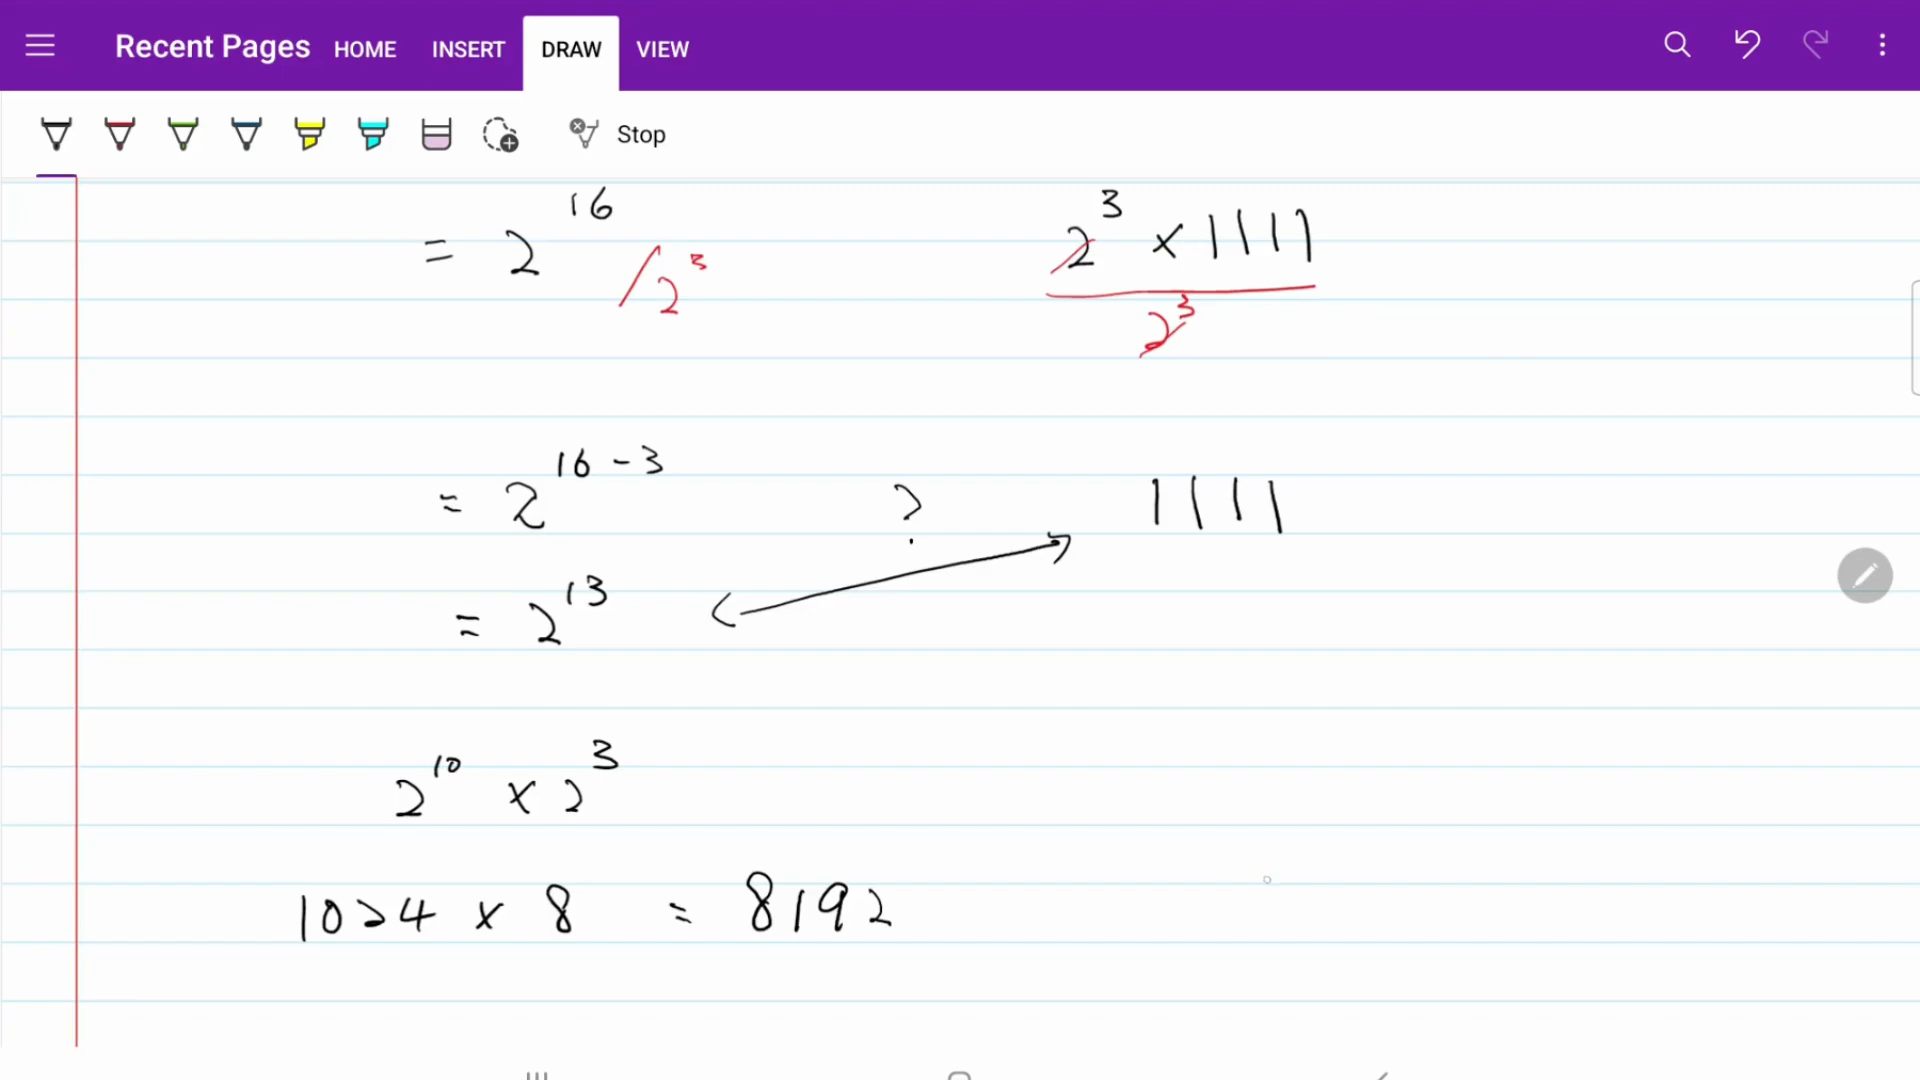 Recent Pages HOME INSERT DRAW VIEW
Stop
= 2^16 / 2^3
2^3 × 1111
2^3
= 2^16-3 ? 1111
= 2^13
2^10 × 2^3
1024 × 8 = 8192